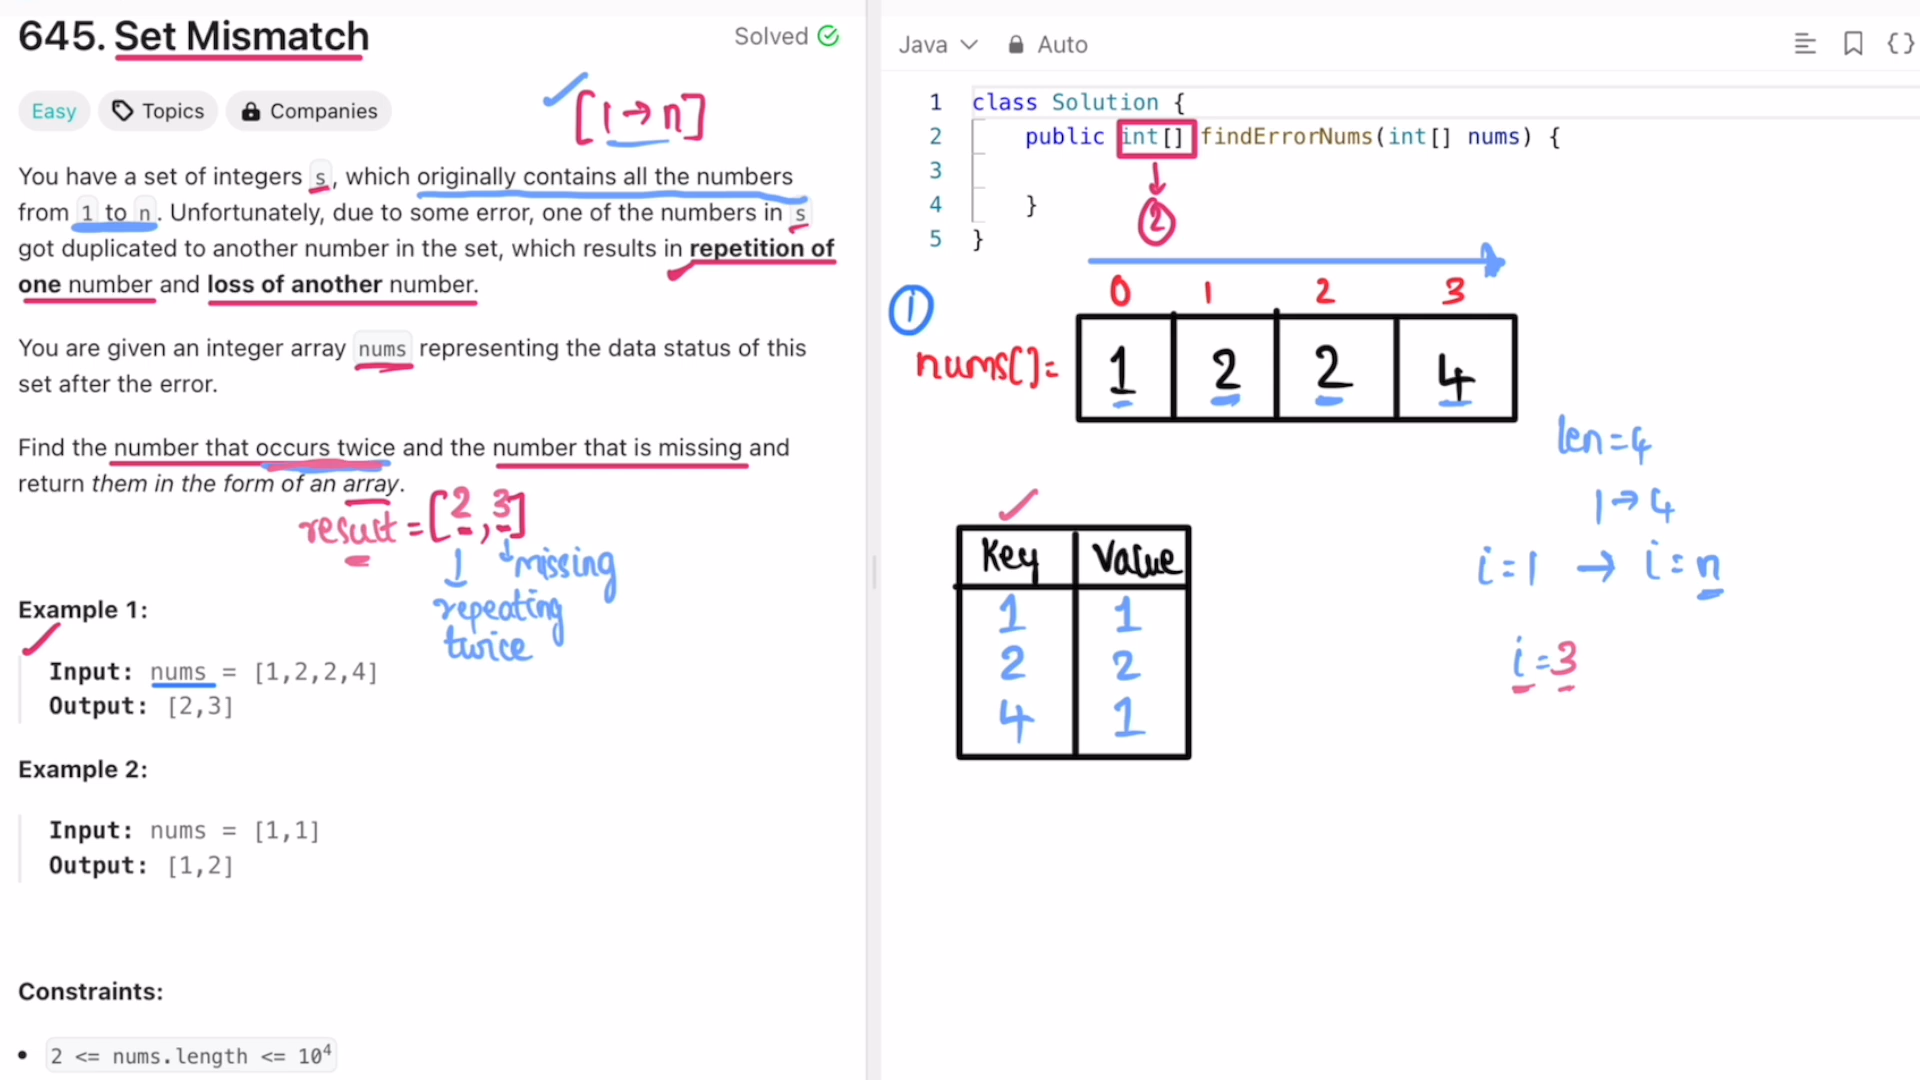 645. Set Mismatch
Solved
Easy
Topics
Companies
[1→n]
You have a set of integers s, which originally contains all the numbers
from 1 to n. Unfortunately, due to some error, one of the numbers in s
got duplicated to another number in the set, which results in repetition of
one number and loss of another number.
You are given an integer array nums representing the data status of this
set after the error.
Find the number that occurs twice and the number that is missing and
return them in the form of an array.
result = [2, 3]
missing
repeating
twice
Example 1:
Input: nums = [1,2,2,4]
Output: [2,3]
Example 2:
Input: nums = [1,1]
Output: [1,2]
Constraints:
2 <= nums.length <= 10⁴
Java
Auto
1 class Solution {
2 public int[] findErrorNums(int[] nums) {
3
4 }
5 }
2
1
0 1 2 3
nums[]= 1 2 2 4
len=4
1→4
i=1 → i=n
i=3
Key Value
1 1
2 2
4 1